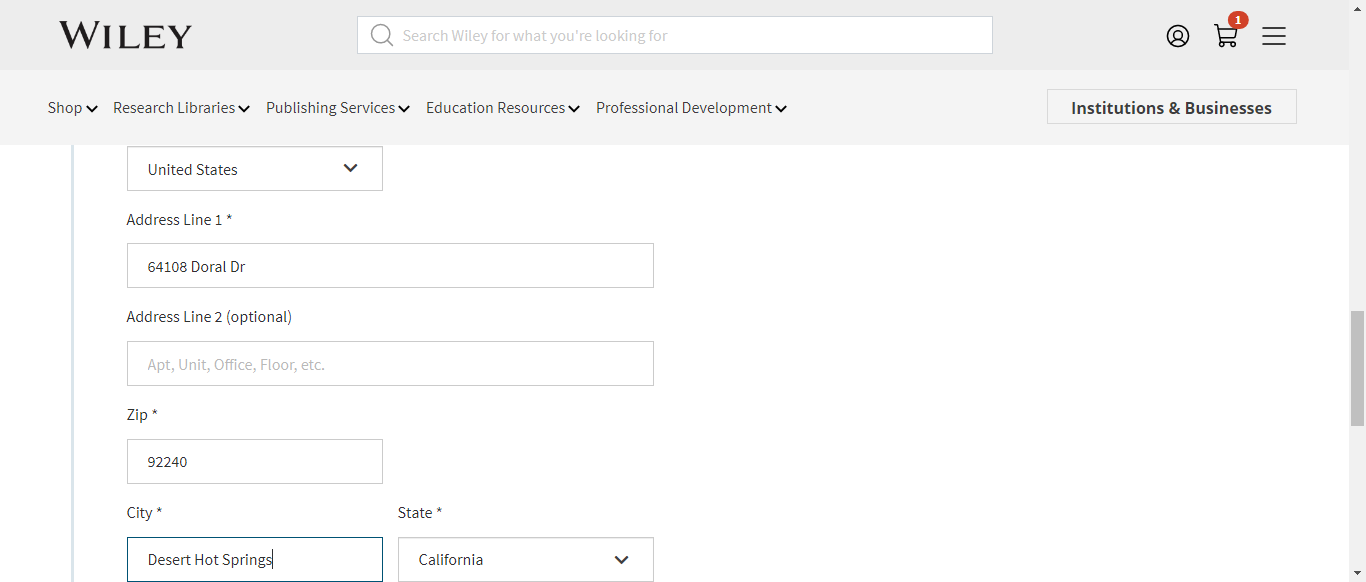 WILEY
Search Wiley for what you're looking for
1
Shop Research Libraries Publishing Services Education Resources Professional Development
Institutions & Businesses
United States
Address Line 1 *
64108 Doral Dr
Address Line 2 (optional)
Apt, Unit, Office, Floor, etc.
Zip *
92240
City * State *
Desert Hot Springs California